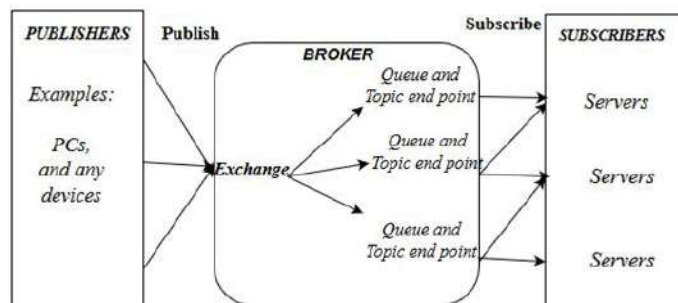 PUBLISHERS
Publish
Examples:
PCs,
and any
devices
BROKER
Exchange
Queue and
Topic end point
Queue and
Topic end point
Queue and
Topic end point
Subscribe
SUBSCRIBERS
Servers
Servers
Servers